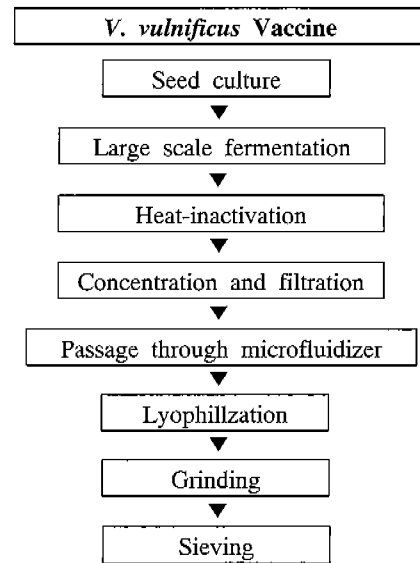 V. vulnificus Vaccine
Seed culture
Large scale fermentation
Heat-inactivation
Concentration and filtration
Passage through microfluidizer
Lyophillzation
Grinding
Sieving